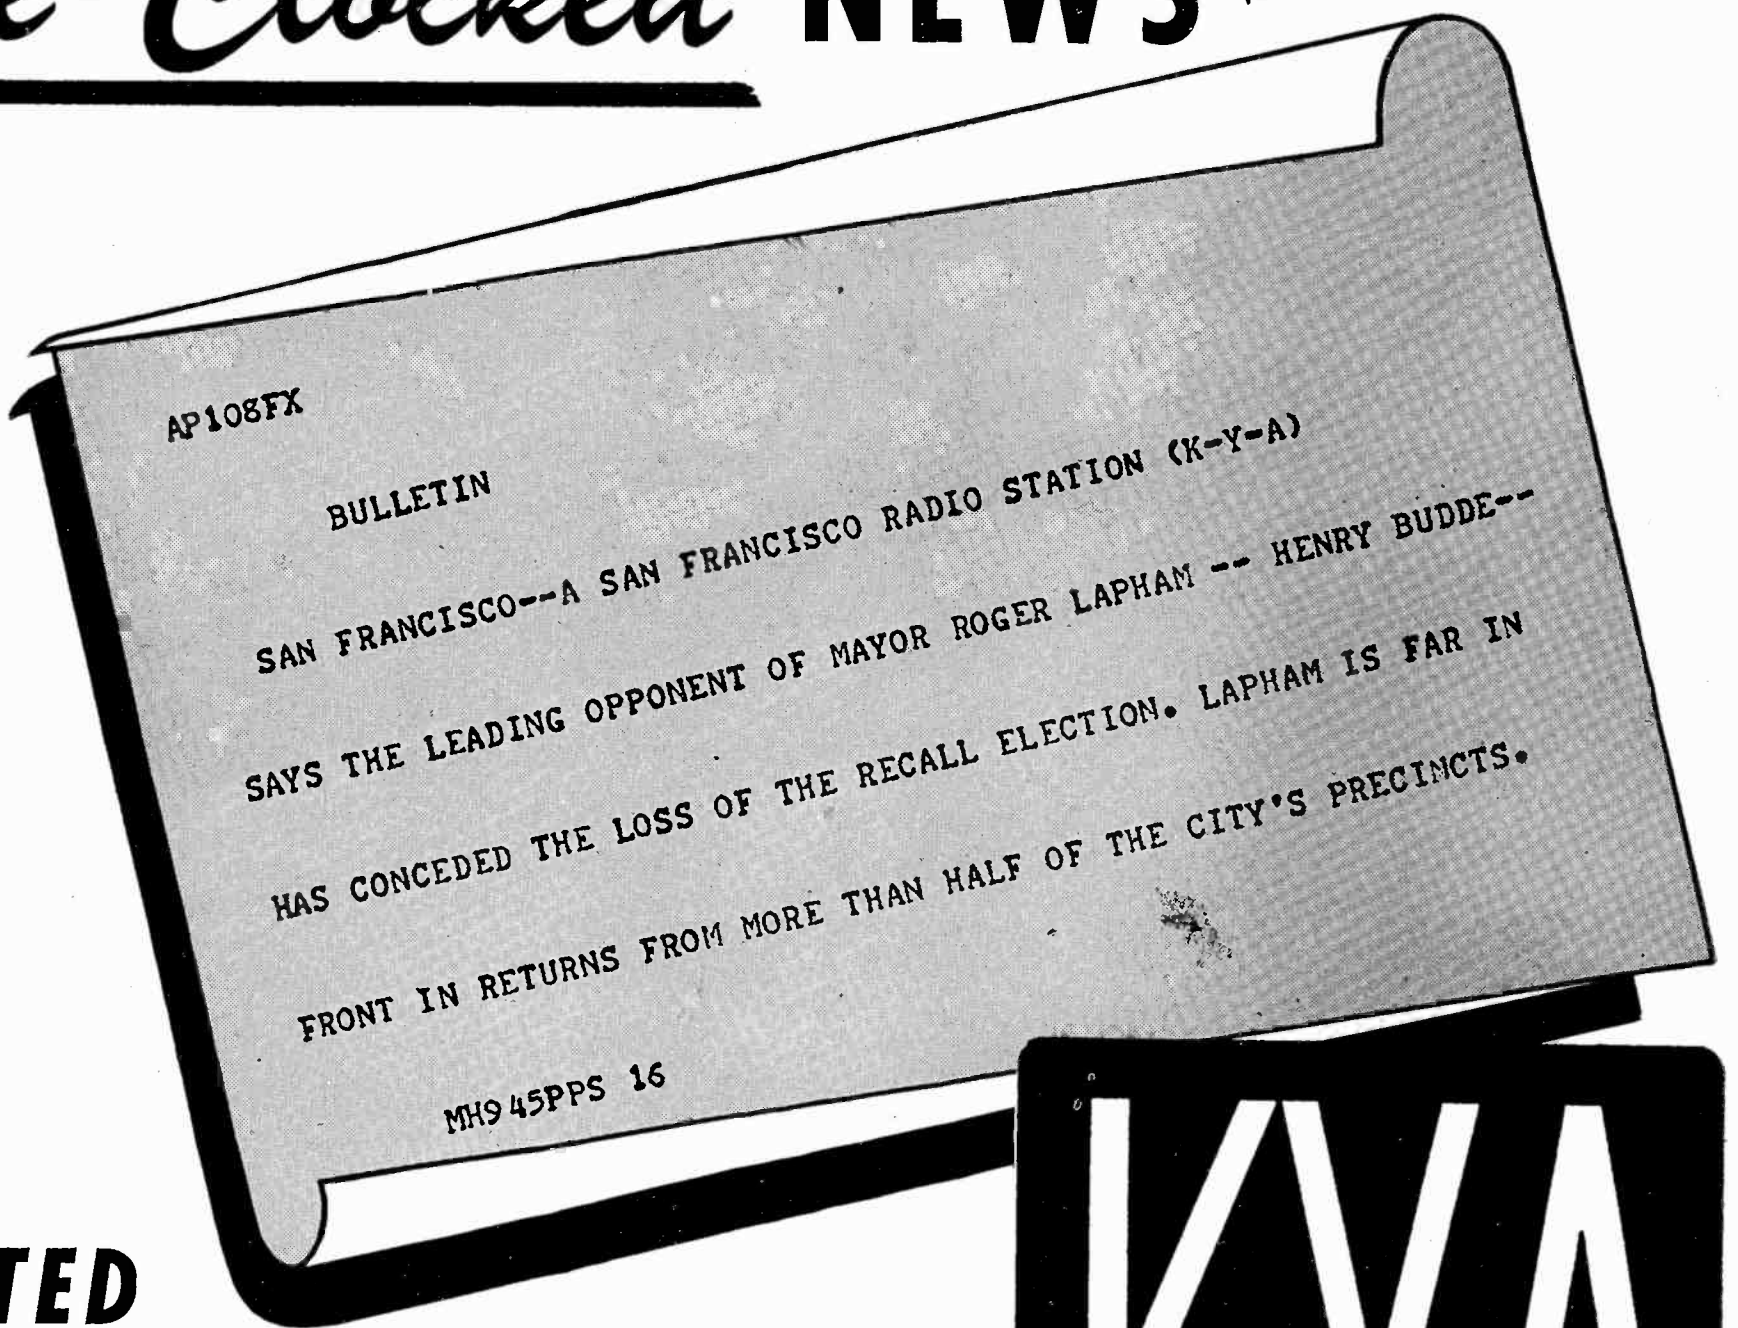 Clocked NEWS
AP108FX
BULLETIN
SAN FRANCISCO--A SAN FRANCISCO RADIO STATION (K-Y-A)
SAYS THE LEADING OPPONENT OF MAYOR ROGER LAPHAM -- HENRY BUDDE--
HAS CONCEDED THE LOSS OF THE RECALL ELECTION. LAPHAM IS FAR IN
FRONT IN RETURNS FROM MORE THAN HALF OF THE CITY'S PRECINCTS.
MH945PPS 16
TED
KYA